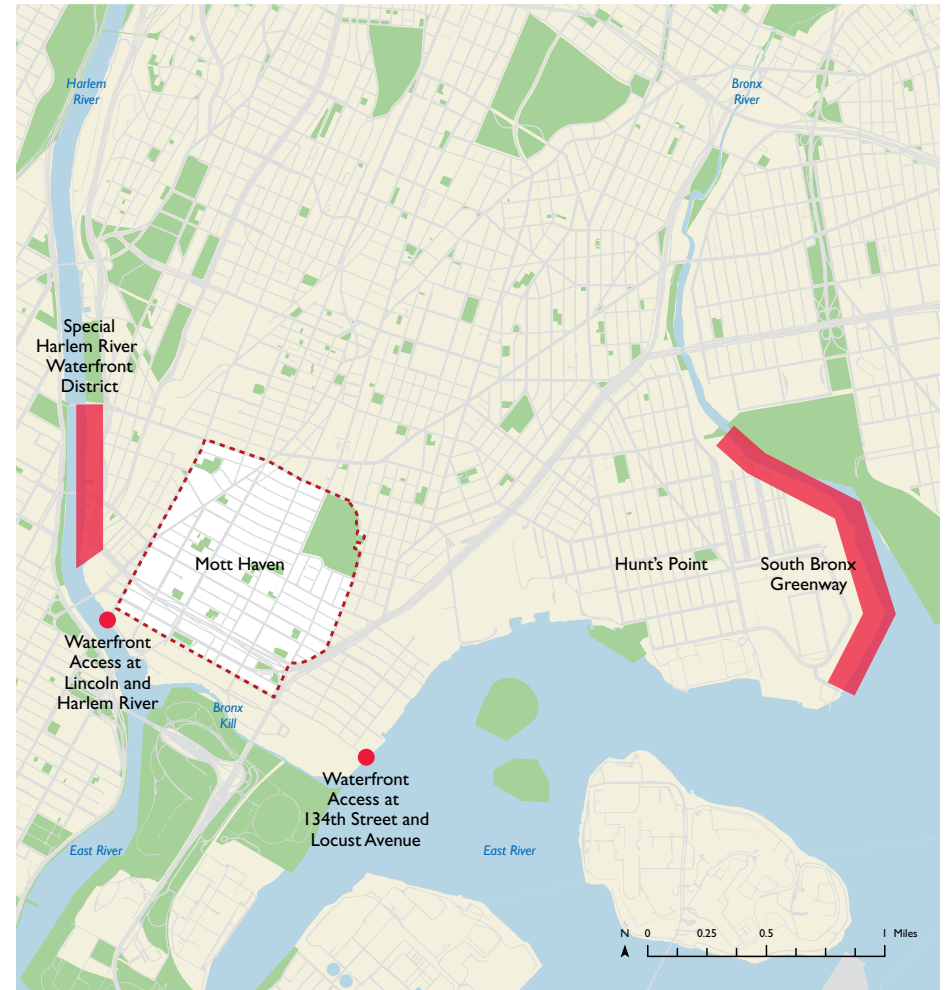 Harlem
River
Bronx
River
Special
Harlem River
Waterfront
District
Mott Haven
Hunt's Point
South Bronx
Greenway
Waterfront
Access at
Lincoln and
Harlem River
Bronx
Kill
Waterfront
Access at
134th Street and
Locust Avenue
East River
East River
N 0 0.25 0.5 1 Miles